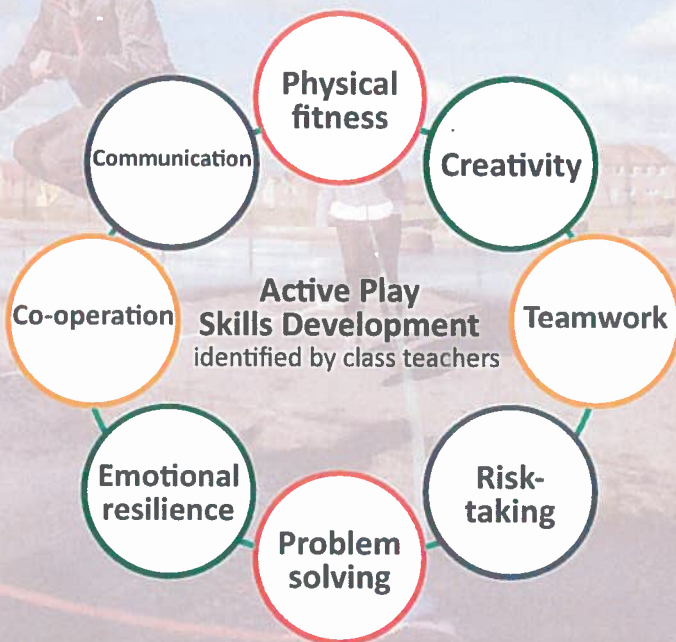 Physical
fitness
Creativity
Teamwork
Risk-
taking
Problem
solving
Emotional
resilience
Co-operation
Communication
Active Play
Skills Development
identified by class teachers